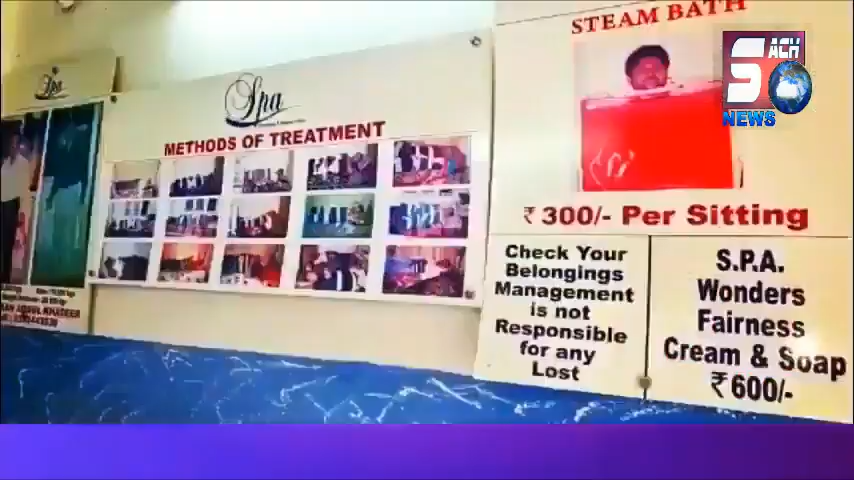 Spa
Spa
METHODS OF TREATMENT
STEAM BATH
₹300/- Per Sitting
Check Your
Belongings
Management
is not
Responsible
for any
Lost
S.P.A.
Wonders
Fairness
Cream & Soap
₹600/-
SACH
NEWS